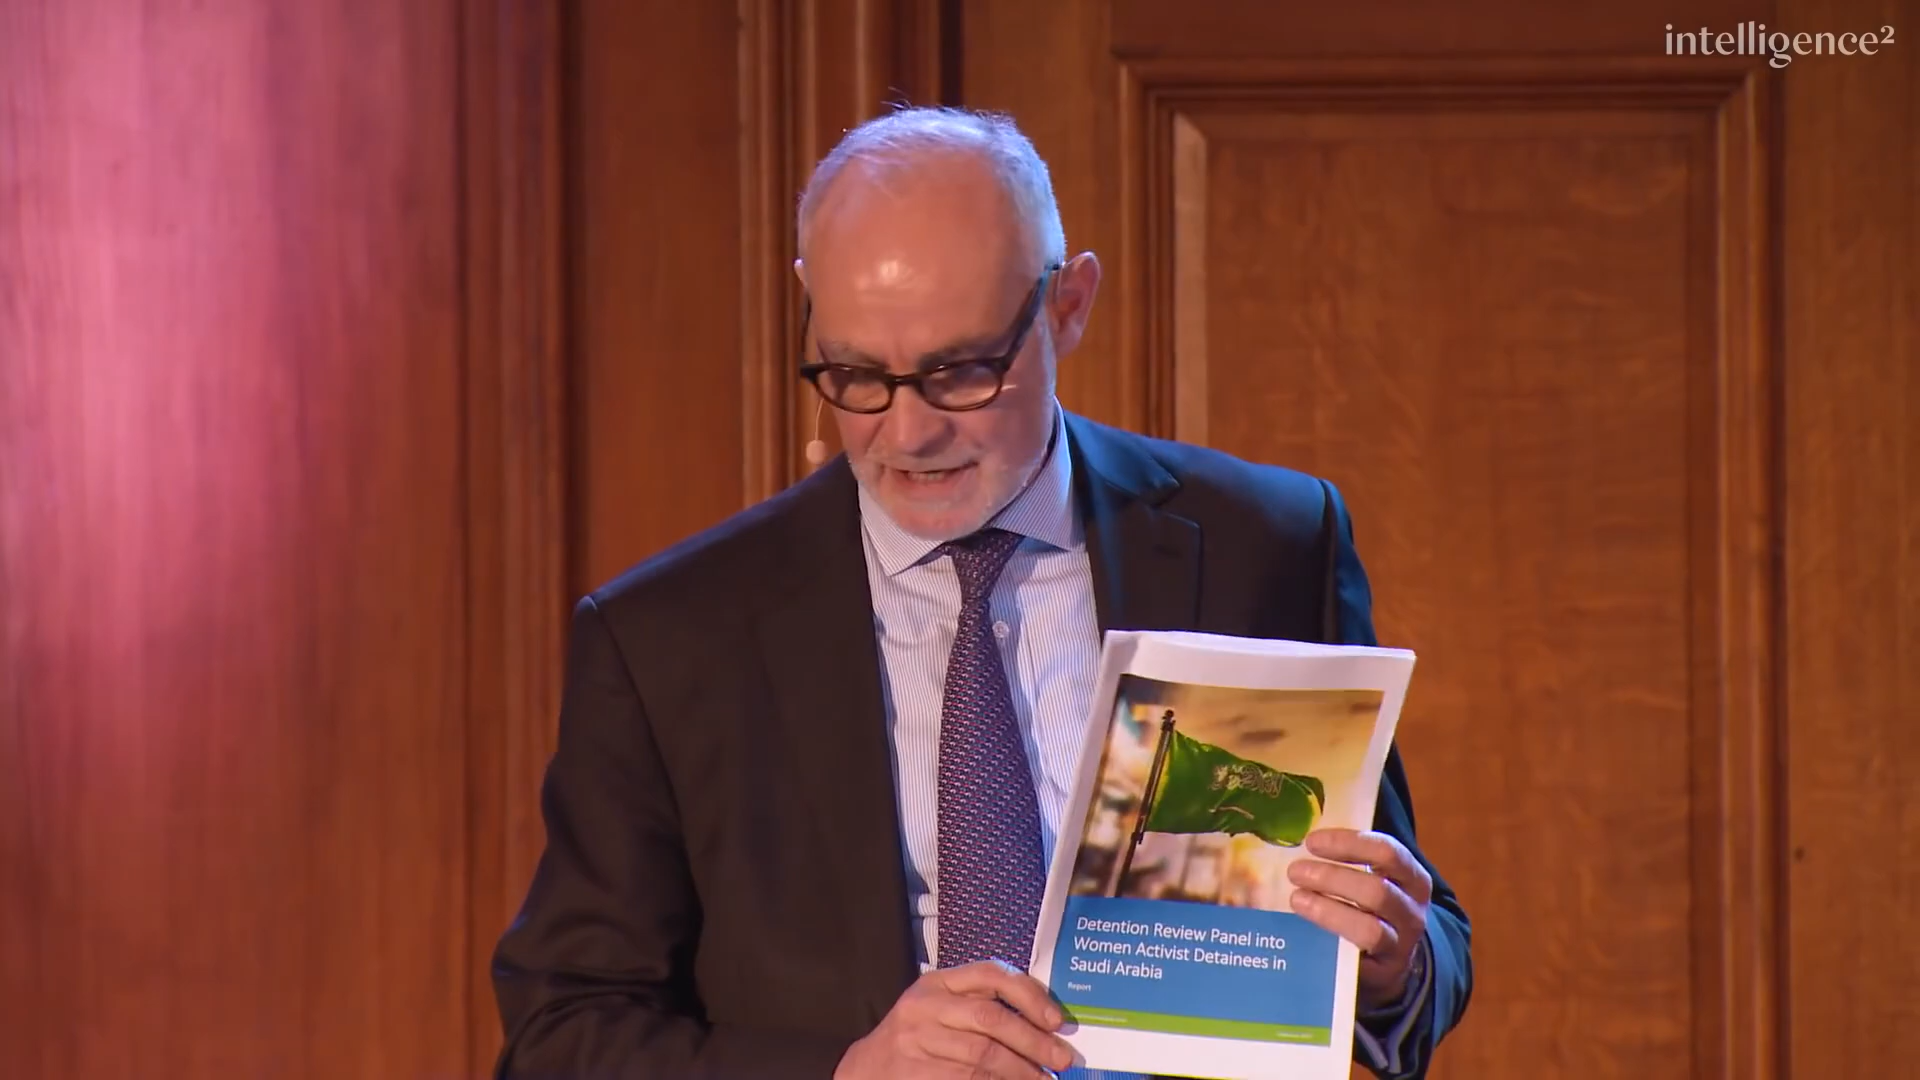 intelligence²
Detention Review Panel into
Women Activist Detainees in
Saudi Arabia
Report